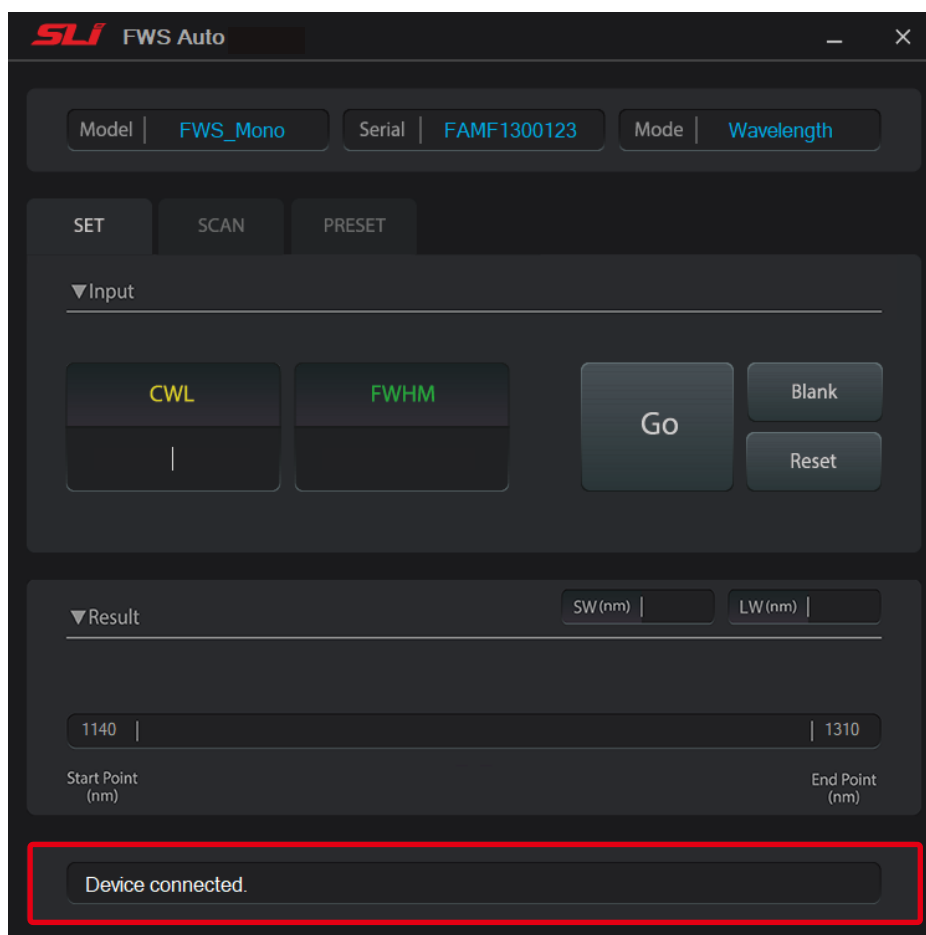 SLi FWS Auto
Model | FWS_Mono
Serial | FAMF1300123
Mode | Wavelength
SET
SCAN
PRESET
▼Input
CWL
FWHM
Go
Blank
Reset
▼Result
SW(nm) |
LW(nm) |
1140 |
| 1310
Start Point
(nm)
End Point
(nm)
Device connected.